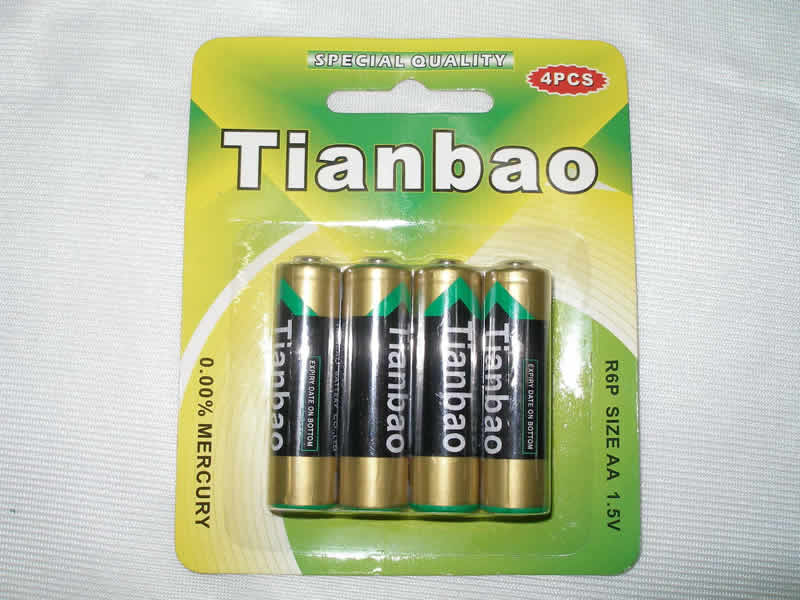 SPECIAL QUALITY
4PCS
Tianbao
Tianbao
EXPIRY DATE ON BOTTOM
Tianbao
Tianbao
Tianbao
EXPIRY DATE ON BOTTOM
0.00% MERCURY
R6P SIZE AA 1.5V